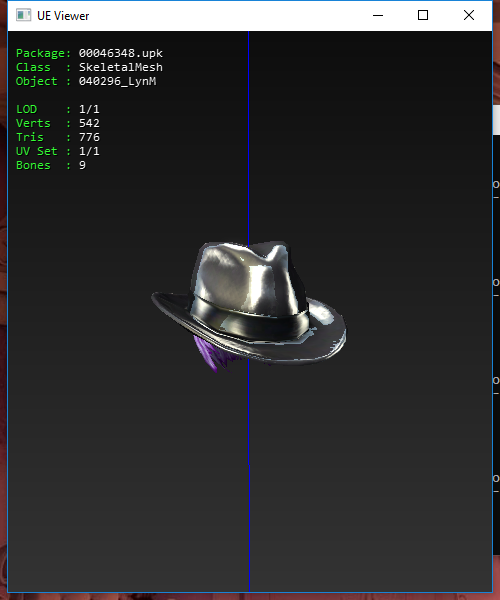 UE Viewer
Package: 00046348.upk
Class : SkeletalMesh
Object : 040296_LynM
LOD : 1/1
Verts : 542
Tris : 776
UV Set : 1/1
Bones : 9